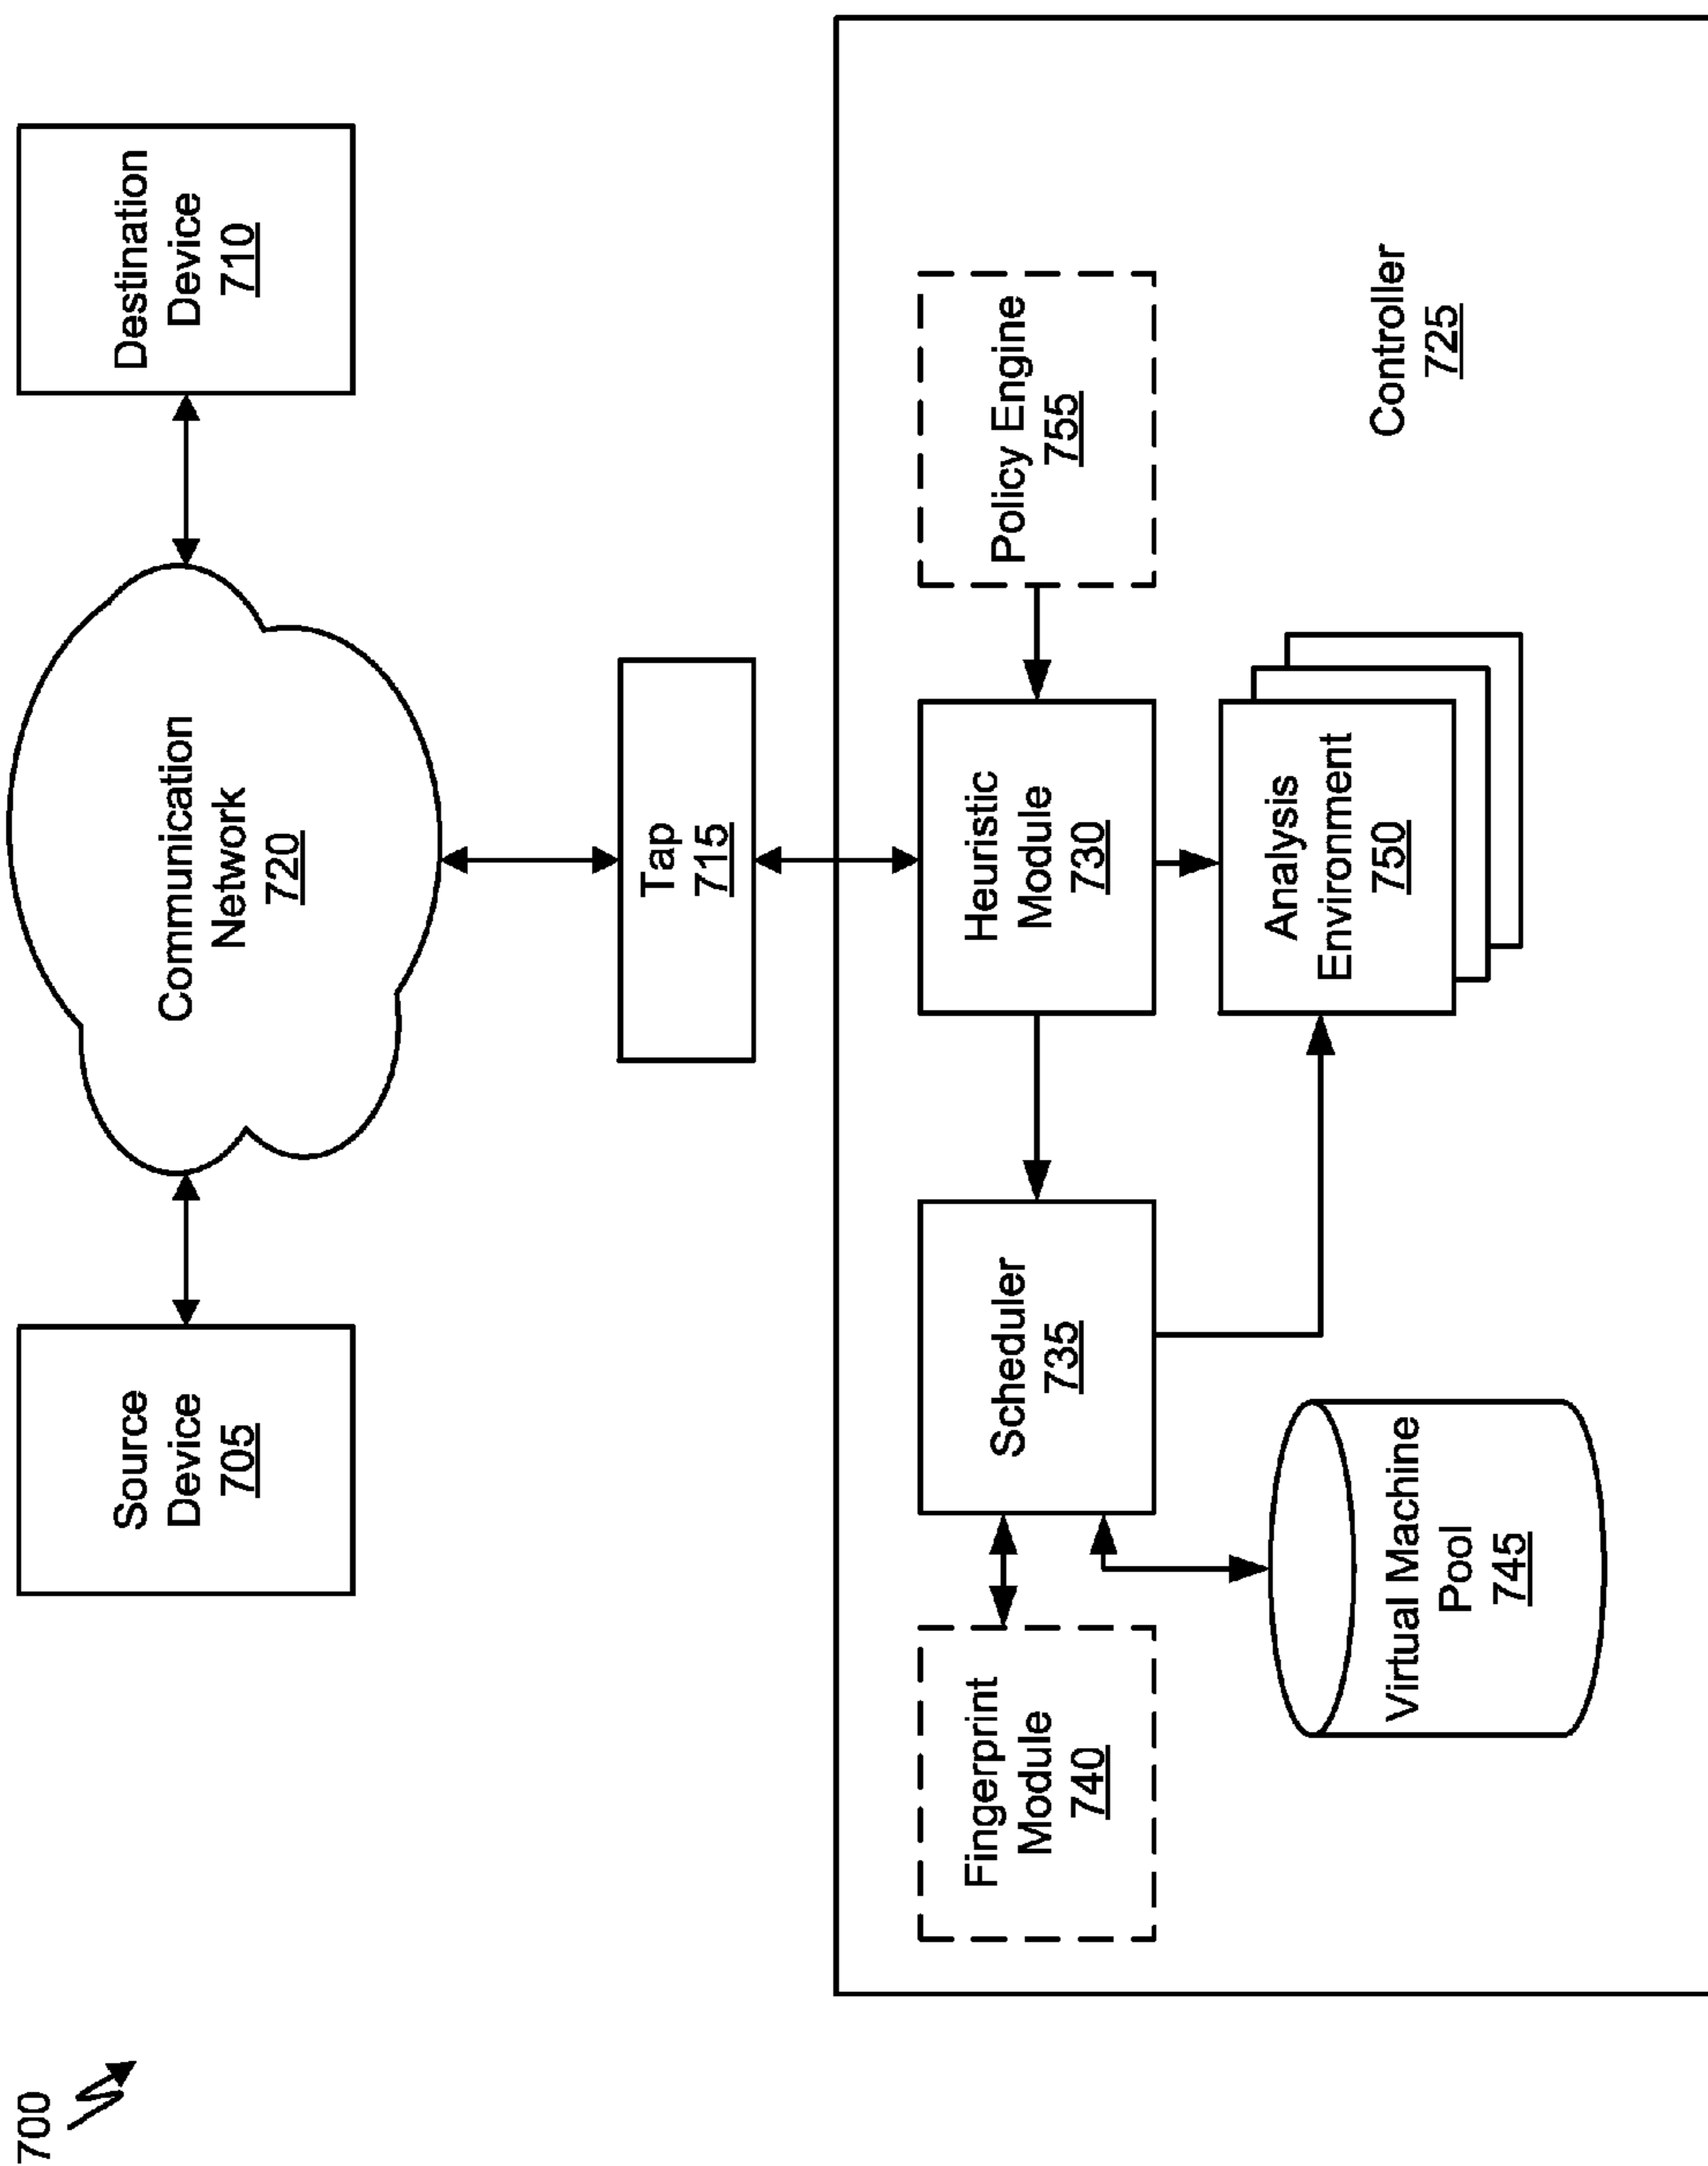 700
Source
Device
705
Communication
Network
720
Destination
Device
710
Tap
715
Fingerprint
Module
740
Scheduler
735
Heuristic
Module
730
Policy Engine
755
Virtual Machine
Pool
745
Analysis
Environment
750
Controller
725